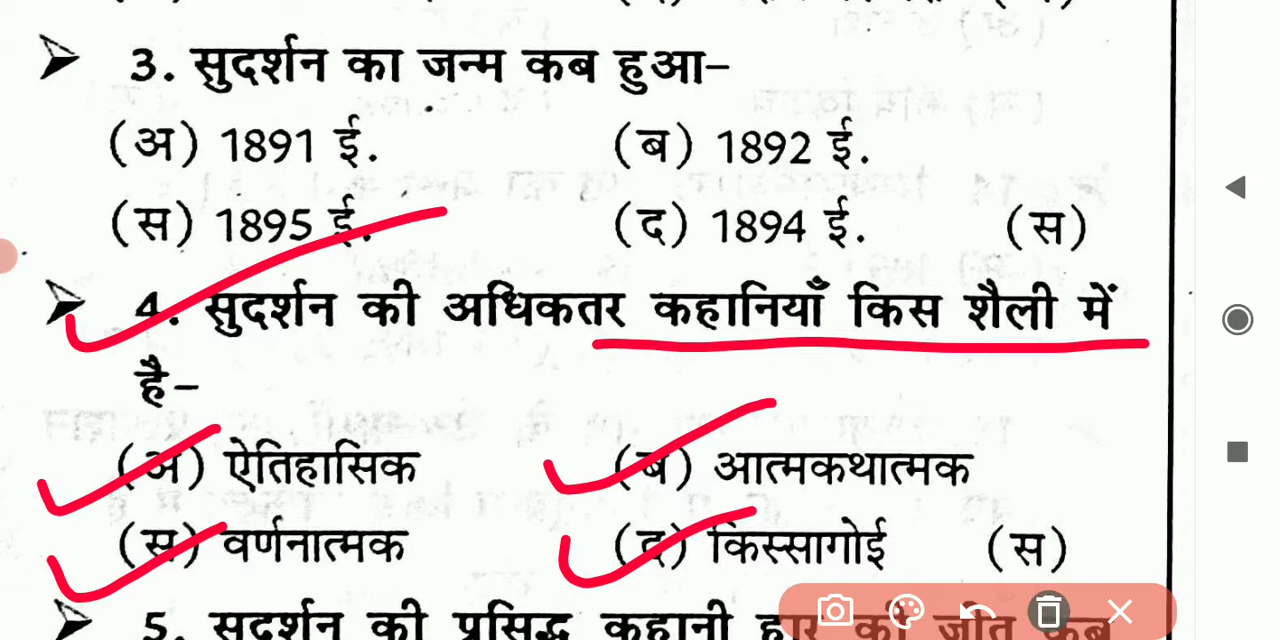 3. सुदर्शन का जन्म कब हुआ–
(अ) 1891 ई. (ब) 1892 ई.
(स) 1895 ई. (द) 1894 ई. (स)
4. सुदर्शन की अधिकतर कहानियाँ किस शैली में
है–
(अ) ऐतिहासिक (ब) आत्मकथात्मक
(स) वर्णनात्मक (द) किस्सागोई (स)
5. सुदर्शन की प्रसिद्ध कहानी हार की जीत कब